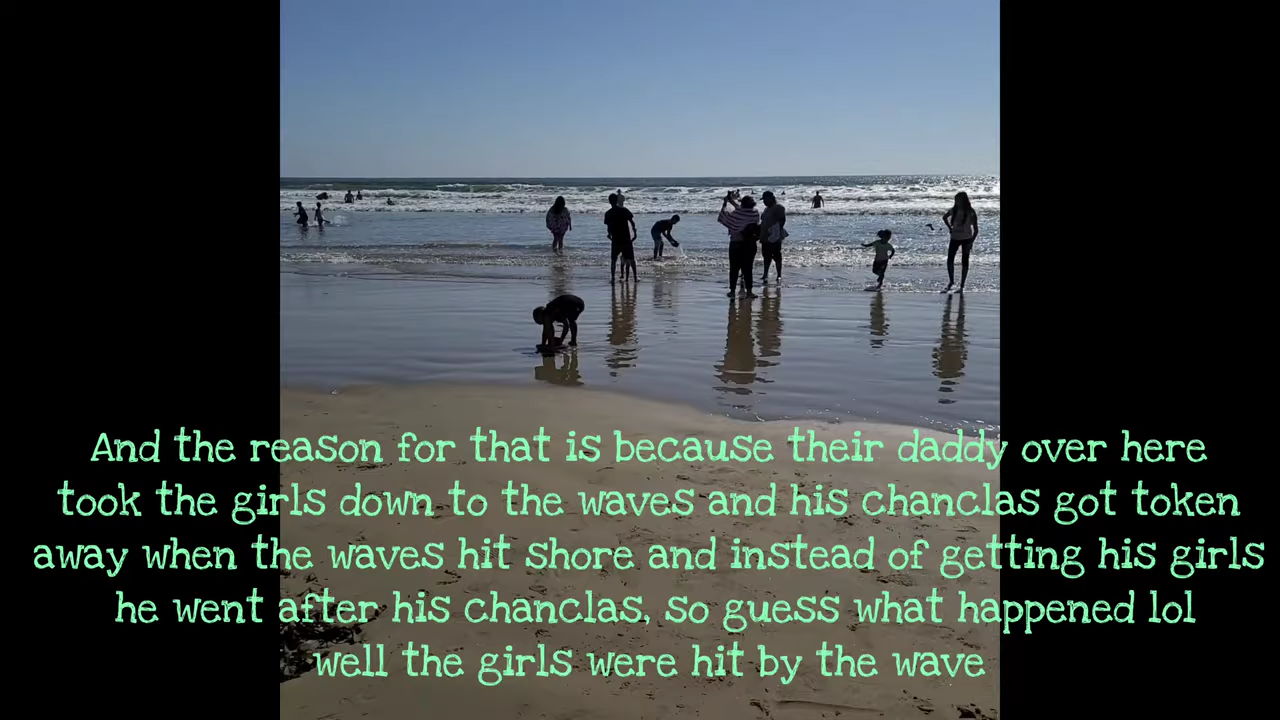 And the reason for that is because their daddy over here
took the girls down to the waves and his chanclas got token
away when the waves hit shore and instead of getting his girls
he went after his chanclas, so guess what happened lol
well the girls were hit by the wave